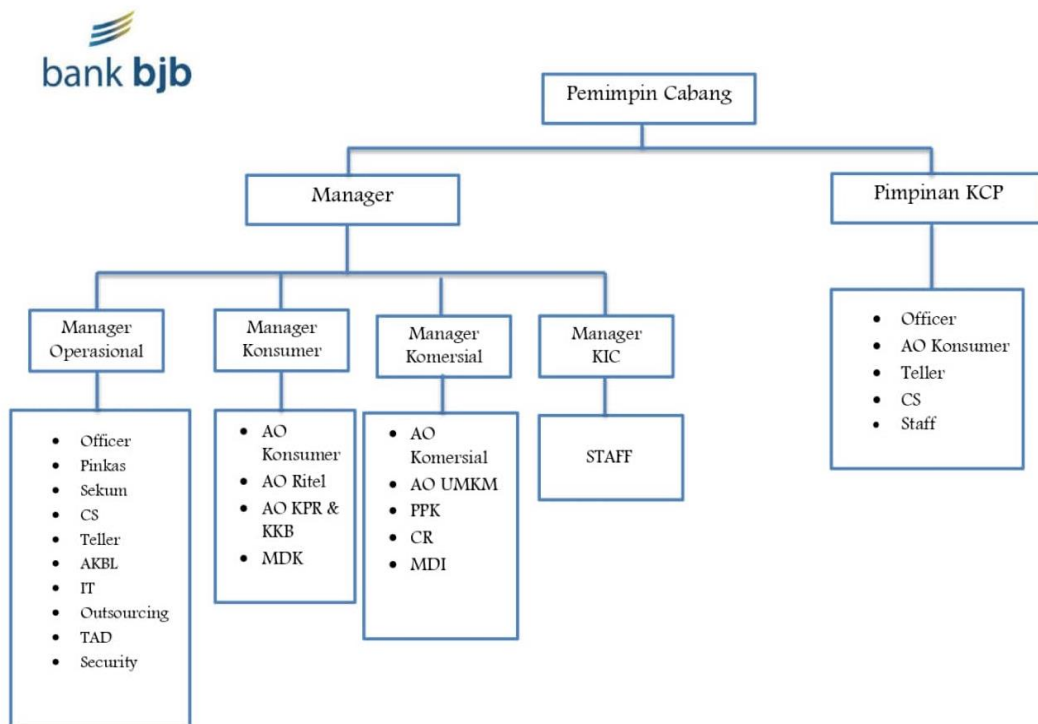 bank bjb
Pemimpin Cabang
Manager
Pimpinan KCP
Manager
Operasional
Manager
Konsumer
Manager
Komersial
Manager
KIC
• Officer
• Pinkas
• Sekum
• CS
• Teller
• AKBL
• IT
• Outsourcing
• TAD
• Security
• AO
Konsumer
• AO Ritel
• AO KPR &
KKB
• MDK
• AO
Komersial
• AO UMKM
• PPK
• CR
• MDI
STAFF
• Officer
• AO Konsumer
• Teller
• CS
• Staff